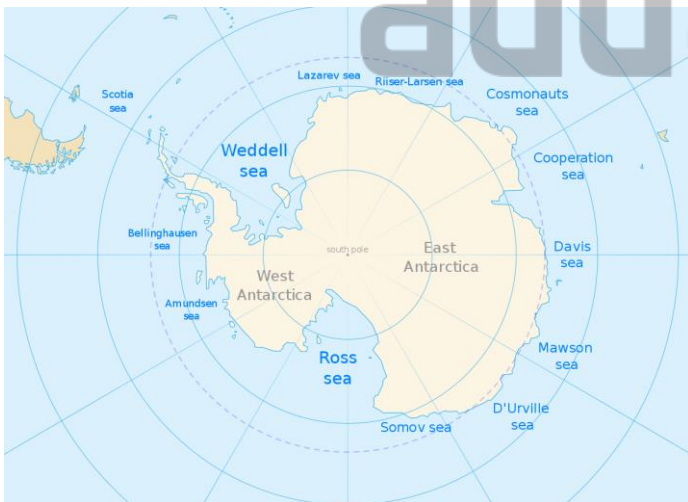 Lazarev sea
Riiser-Larsen sea
Scotia
sea
Cosmonauts
sea
Weddell
sea
Cooperation
sea
Bellinghausen
sea
south pole
East
Antarctica
Davis
sea
West
Antarctica
Amundsen
sea
Ross
sea
Mawson
sea
D'Urville
sea
Somov sea